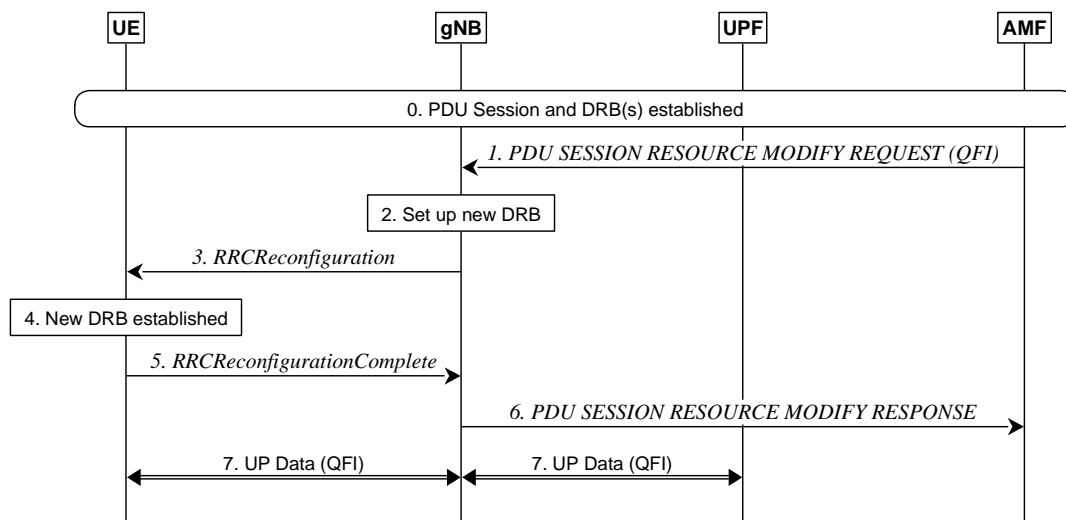 UE gNB UPF AMF
0. PDU Session and DRB(s) established
1. PDU SESSION RESOURCE MODIFY REQUEST (QFI)
2. Set up new DRB
3. RRCReconfiguration
4. New DRB established
5. RRCReconfigurationComplete
6. PDU SESSION RESOURCE MODIFY RESPONSE
7. UP Data (QFI) 7. UP Data (QFI)